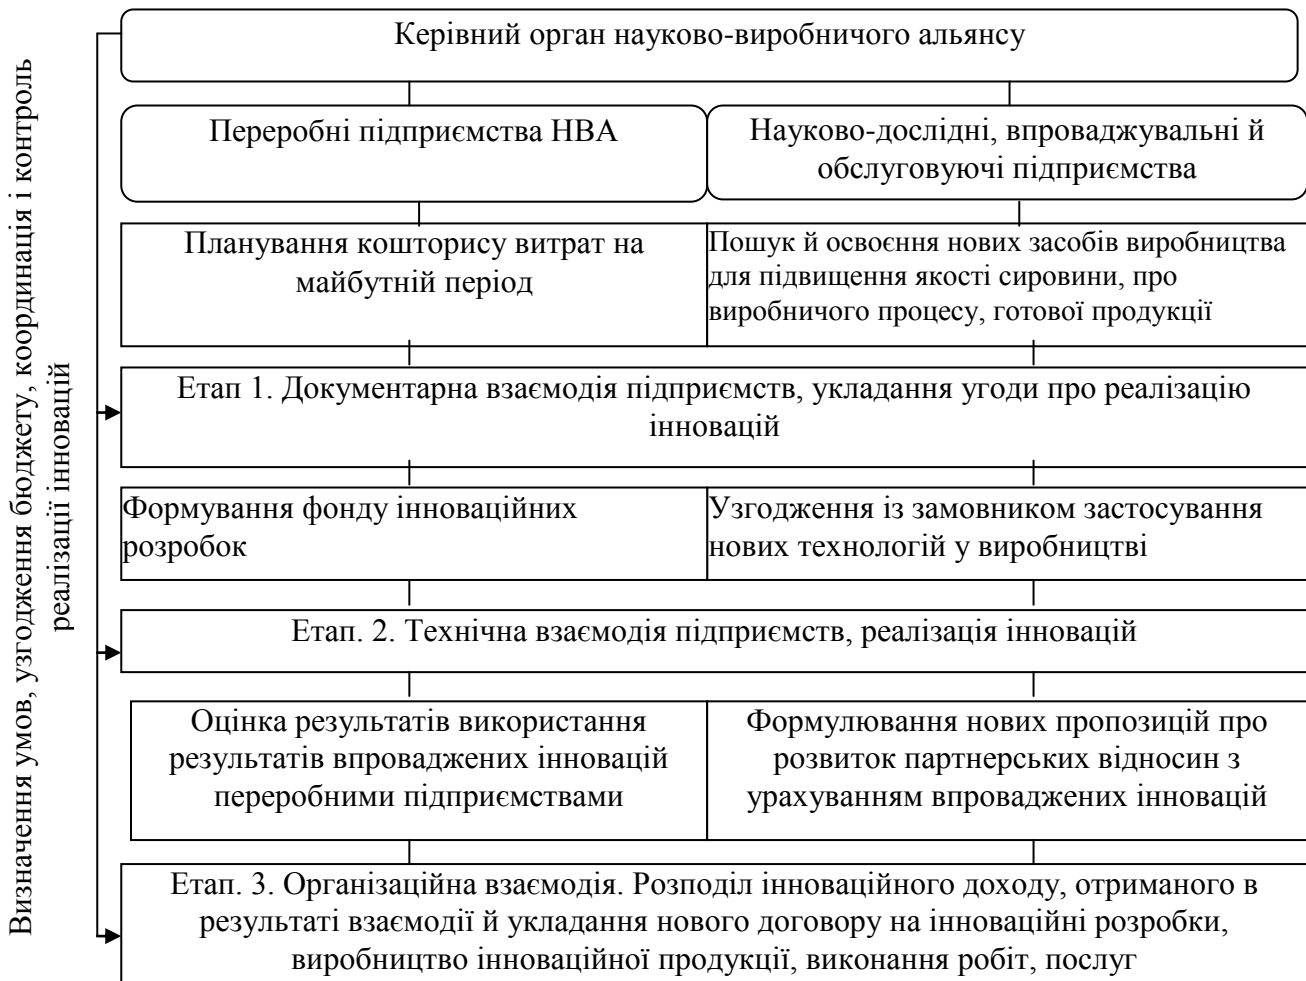 Визначення умов, узгодження бюджету, координація і контроль
реалізації інновацій
Керівний орган науково-виробничого альянсу
Переробні підприємства НВА
Науково-дослідні, впроваджувальні й
обслуговуючі підприємства
Планування кошторису витрат на
майбутній період
Пошук й освоєння нових засобів виробництва
для підвищення якості сировини, про
виробничого процесу, готової продукції
Етап 1. Документарна взаємодія підприємств, укладання угоди про реалізацію
інновацій
Формування фонду інноваційних
розробок
Узгодження із замовником застосування
нових технологій у виробництві
Етап. 2. Технічна взаємодія підприємств, реалізація інновацій
Оцінка результатів використання
результатів впроваджених інновацій
переробними підприємствами
Формулювання нових пропозицій про
розвиток партнерських відносин з
урахуванням впроваджених інновацій
Етап. 3. Організаційна взаємодія. Розподіл інноваційного доходу, отриманого в
результаті взаємодії й укладання нового договору на інноваційні розробки,
виробництво інноваційної продукції, виконання робіт, послуг